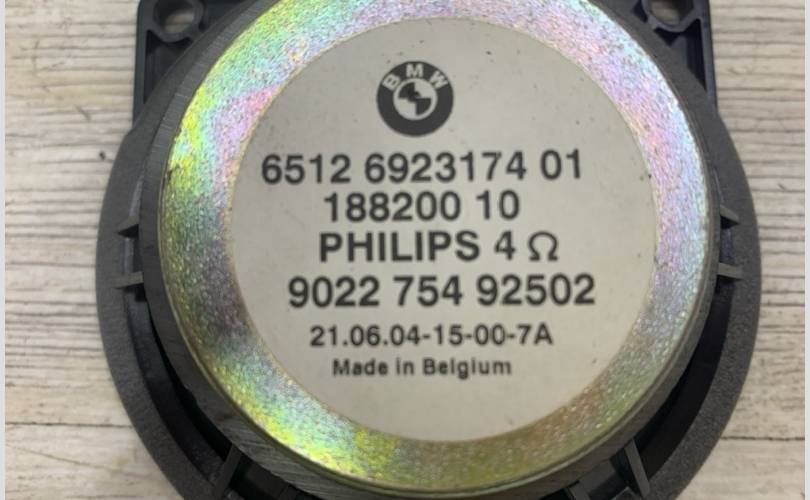 BMW
6512 6923174 01
188200 10
PHILIPS 4 Ω
9022 754 92502
21.06.04-15-00-7A
Made in Belgium